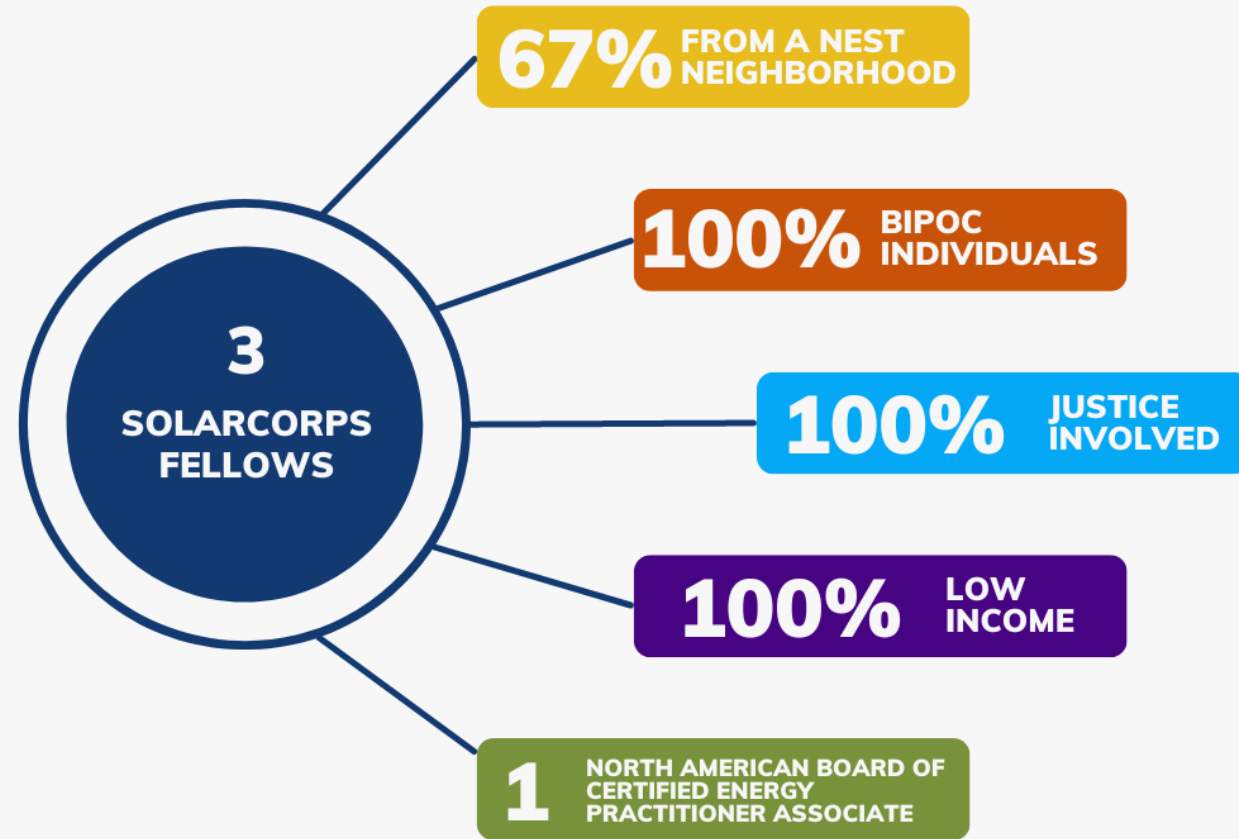 67% FROM A NEST
NEIGHBORHOOD
100% BIPOC
INDIVIDUALS
3
SOLARCORPS
FELLOWS
100% JUSTICE
INVOLVED
100% LOW
INCOME
1 NORTH AMERICAN BOARD OF
CERTIFIED ENERGY
PRACTITIONER ASSOCIATE